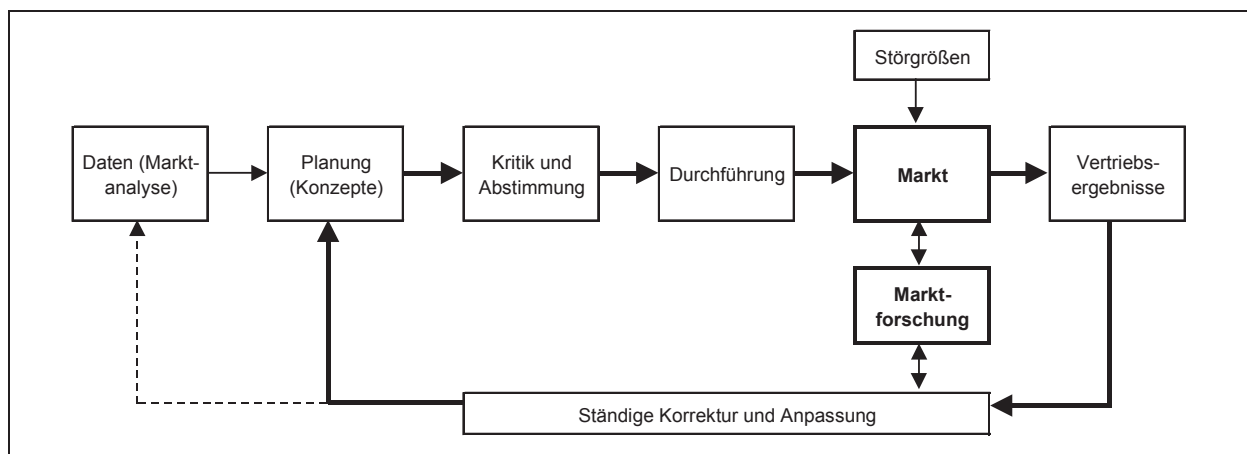 Störgrößen
Daten (Markt-
analyse)
Planung
(Konzepte)
Kritik und
Abstimmung
Durchführung
Markt
Vertriebs-
ergebnisse
Markt-
forschung
Ständige Korrektur und Anpassung